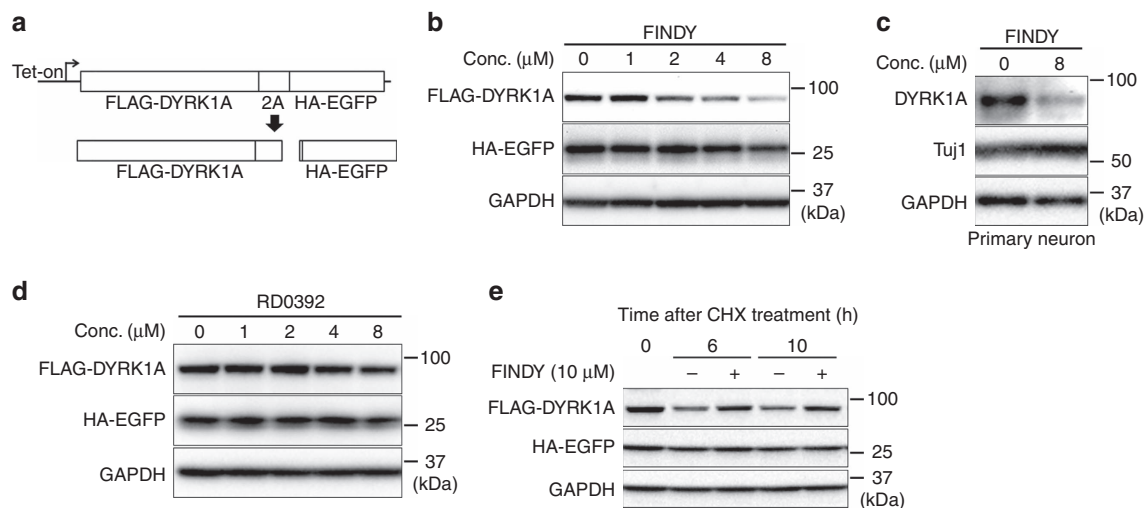 a
Tet-on
FLAG-DYRK1A 2A HA-EGFP
FLAG-DYRK1A HA-EGFP
b
FINDY
Conc. (μM) 0 1 2 4 8
FLAG-DYRK1A 100
HA-EGFP 25
GAPDH 37
(kDa)
c
FINDY
Conc. (μM) 0 8
DYRK1A 100
Tuj1 50
GAPDH 37
(kDa)
Primary neuron
d
RD0392
Conc. (μM) 0 1 2 4 8
FLAG-DYRK1A 100
HA-EGFP 25
GAPDH 37
(kDa)
e
Time after CHX treatment (h)
0 6 10
FINDY (10 μM) – + – +
FLAG-DYRK1A 100
HA-EGFP 25
GAPDH 37
(kDa)